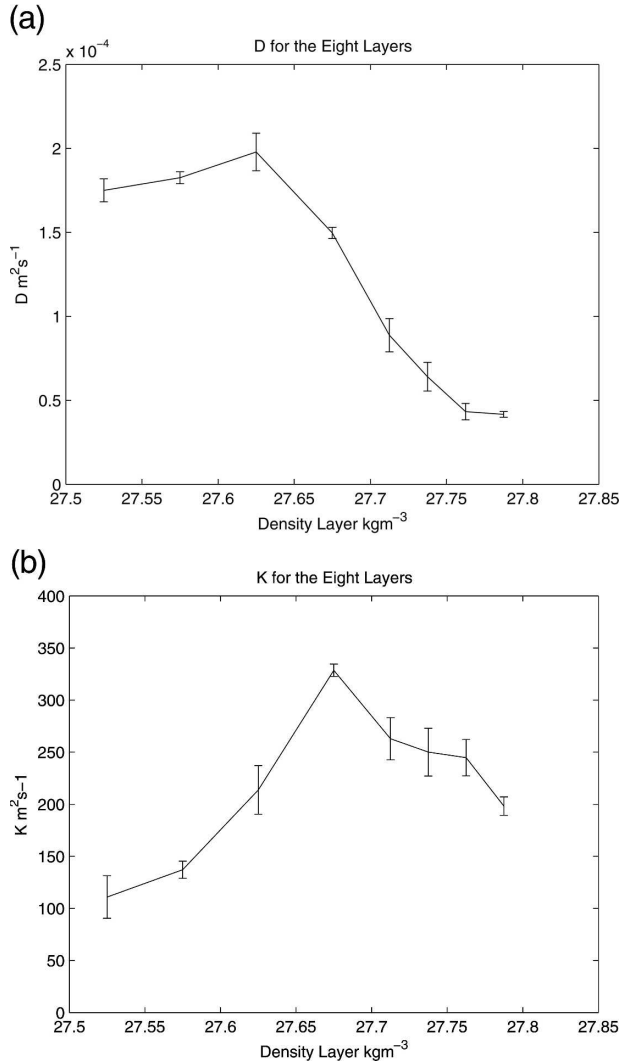 (a)
D for the Eight Layers
x 10⁻⁴
2.5
2
1.5
1
0.5
0
D m²s⁻¹
27.5 27.55 27.6 27.65 27.7 27.75 27.8 27.85
Density Layer kgm⁻³
(b)
K for the Eight Layers
400
350
300
250
200
150
100
50
0
K m²s−1
27.5 27.55 27.6 27.65 27.7 27.75 27.8 27.85
Density Layer kgm⁻³